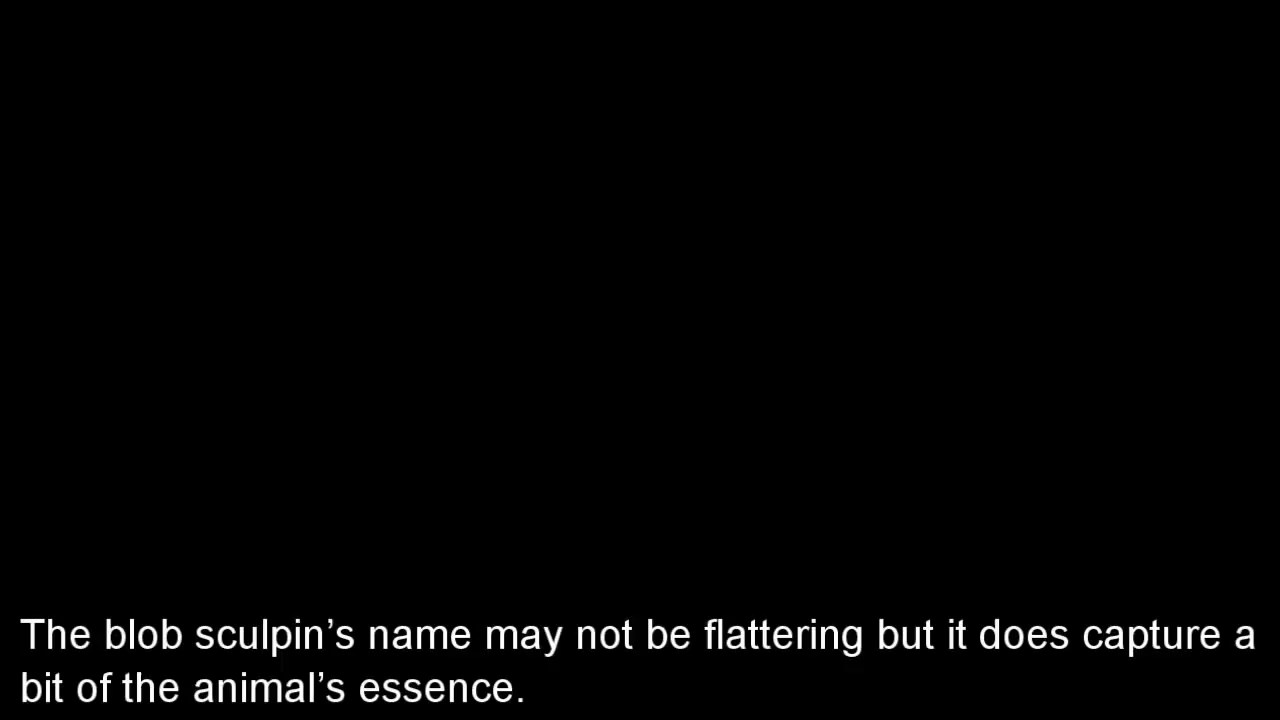 The blob sculpin’s name may not be flattering but it does capture a
bit of the animal’s essence.